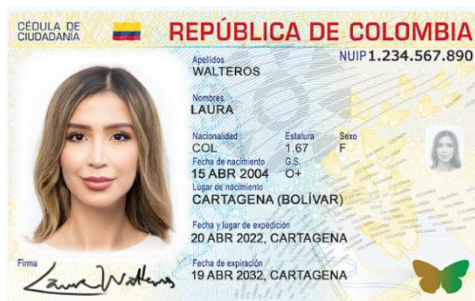 CÉDULA DE
CIUDADANÍA
REPÚBLICA DE COLOMBIA
Apellidos
NUIP 1.234.567.890
WALTEROS
Nombres
LAURA
Nacionalidad Estatura Sexo
COL 1.67 F
Fecha de nacimiento G.S.
15 ABR 2004 O+
Lugar de nacimiento
CARTAGENA (BOLÍVAR)
Fecha y lugar de expedición
20 ABR 2022, CARTAGENA
Firma
Laura Walteros
Fecha de expiración
19 ABR 2032, CARTAGENA